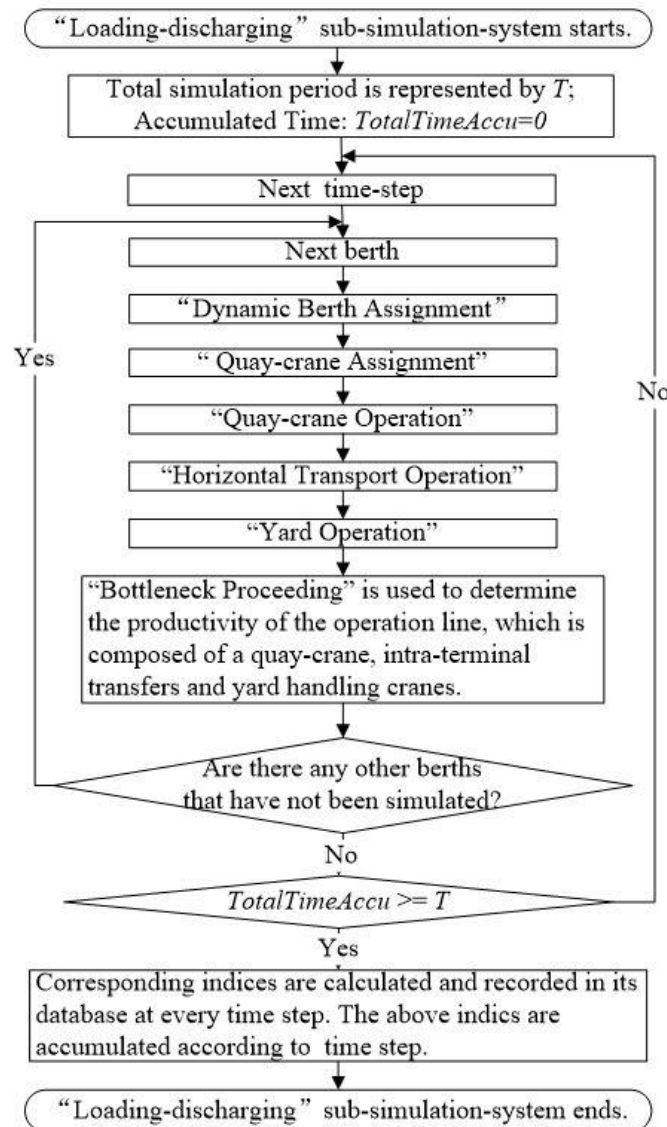 “Loading-discharging” sub-simulation-system starts.
Total simulation period is represented by T;
Accumulated Time: TotalTimeAccu=0
Next time-step
Next berth
“Dynamic Berth Assignment”
Yes
“ Quay-crane Assignment”
No
“Quay-crane Operation”
“Horizontal Transport Operation”
“Yard Operation”
“Bottleneck Proceeding” is used to determine
the productivity of the operation line, which is
composed of a quay-crane, intra-terminal
transfers and yard handling cranes.
Are there any other berths
that have not been simulated?
No
TotalTimeAccu >= T
Yes
Corresponding indices are calculated and recorded in its
database at every time step. The above indics are
accumulated according to time step.
“Loading-discharging” sub-simulation-system ends.